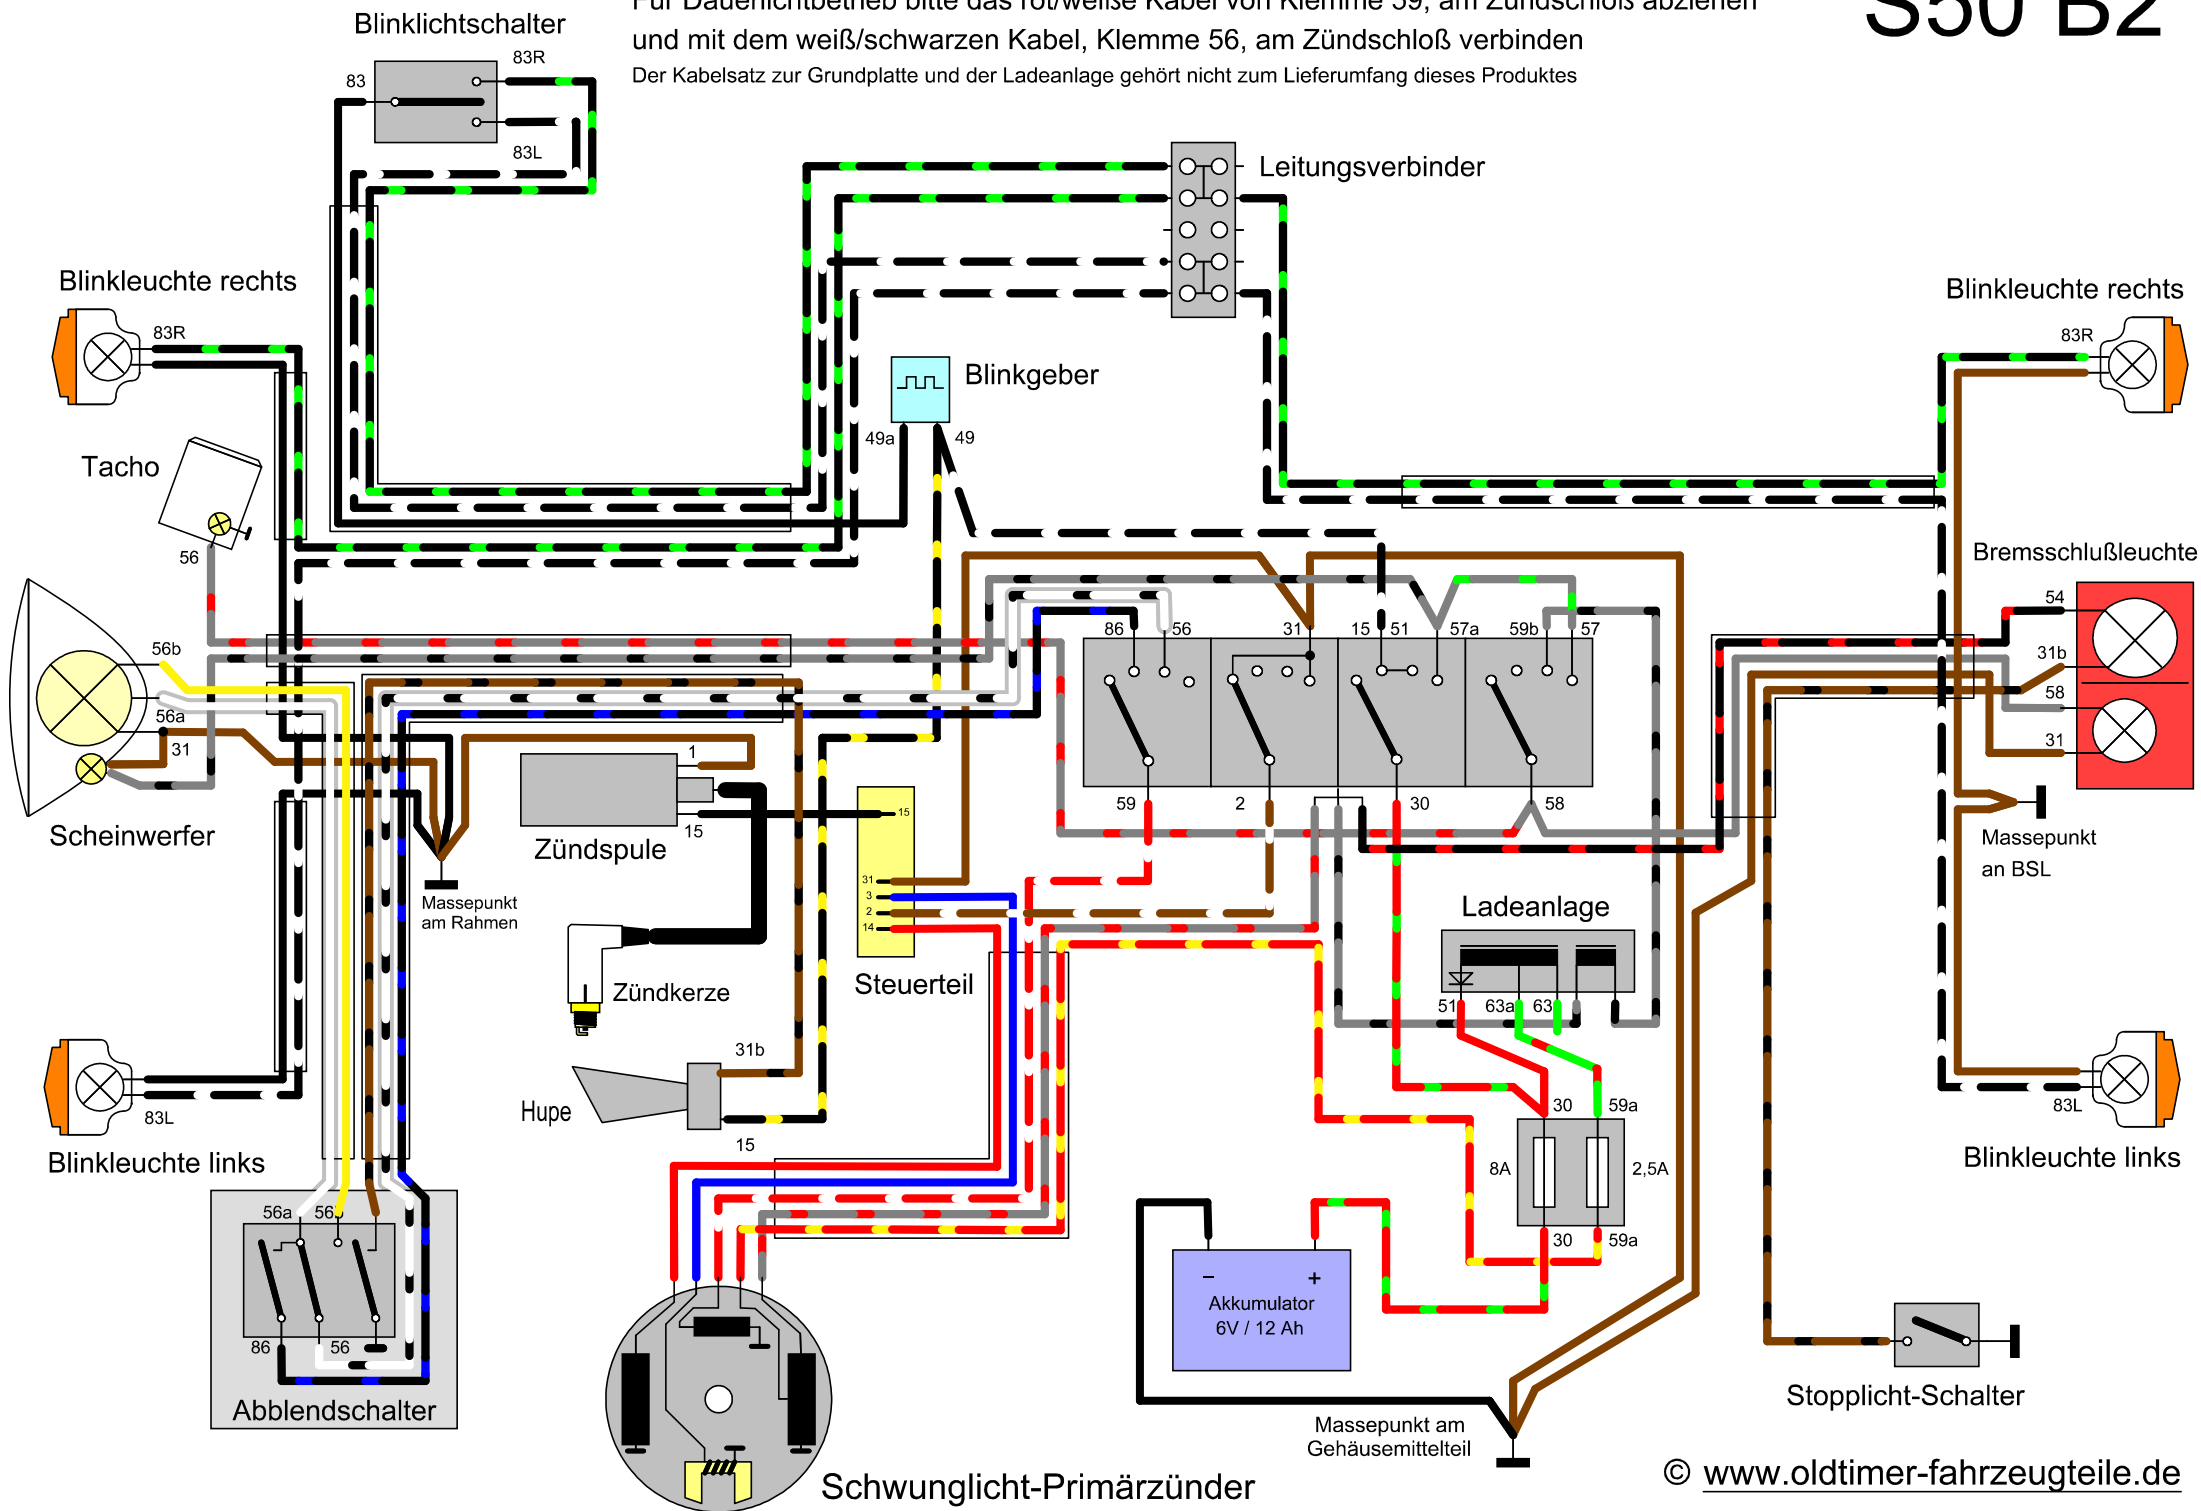 Für Dauerlichtbetrieb bitte das rot/weiße Kabel von Klemme 59, am Zündschloß abziehen
und mit dem weiß/schwarzen Kabel, Klemme 56, am Zündschloß verbinden
Der Kabelsatz zur Grundplatte und der Ladeanlage gehört nicht zum Lieferumfang dieses Produktes
S50 B2
Blinklichtschalter
83
83R
83L
Leitungsverbinder
Blinkleuchte rechts
83R
Blinkleuchte rechts
83R
Blinkgeber
49a
49
Tacho
56
Bremsschlußleuchte
54
31b
58
31
86
56
31
15
51
57a
59b
57
59
2
30
58
56b
56a
31
Scheinwerfer
1
15
Zündspule
15
31
3
2
14
Steuerteil
Massepunkt
am Rahmen
Massepunkt
an BSL
Zündkerze
Ladeanlage
51
63a
63
31b
Hupe
15
83L
Blinkleuchte links
83L
Blinkleuchte links
30
59a
8A
2,5A
30
59a
56a
56b
86
56
Abblendschalter
−
+
Akkumulator
6V / 12 Ah
Stopplicht-Schalter
Massepunkt am
Gehäusemittelteil
Schwunglicht-Primärzünder
© www.oldtimer-fahrzeugteile.de